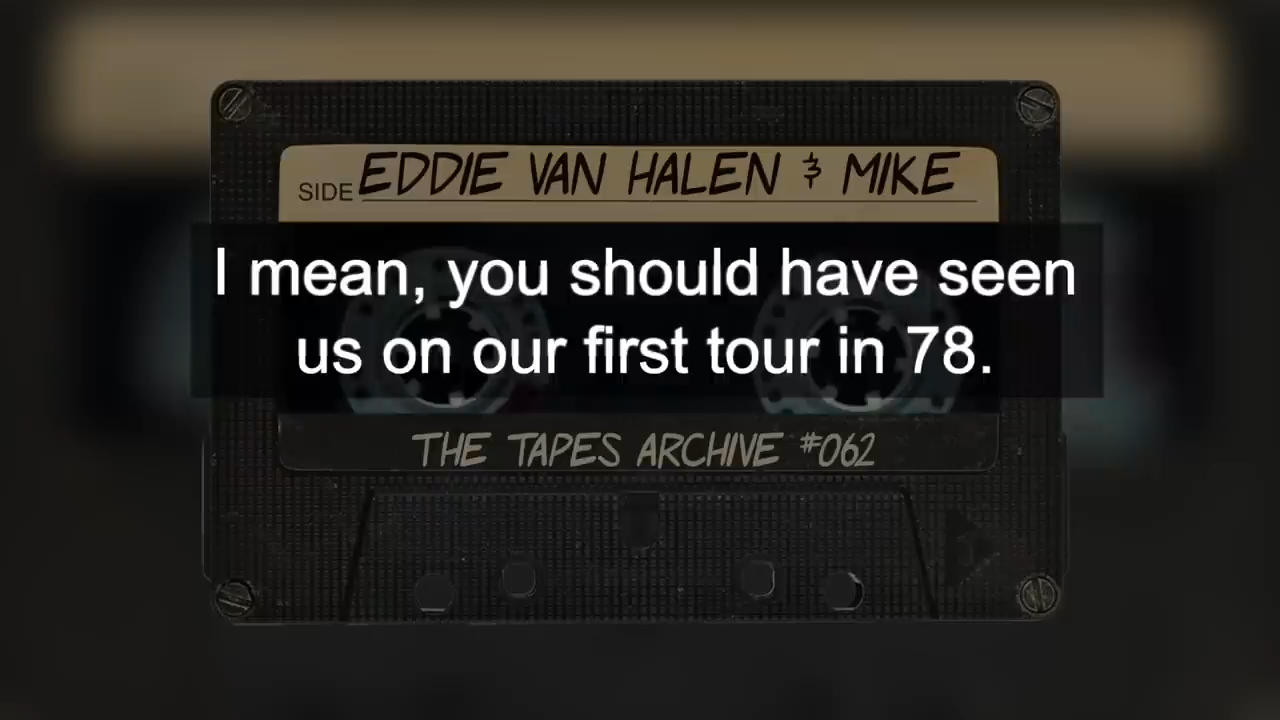 SIDE EDDIE VAN HALEN & MIKE
I mean, you should have seen
us on our first tour in 78.
THE TAPES ARCHIVE #062